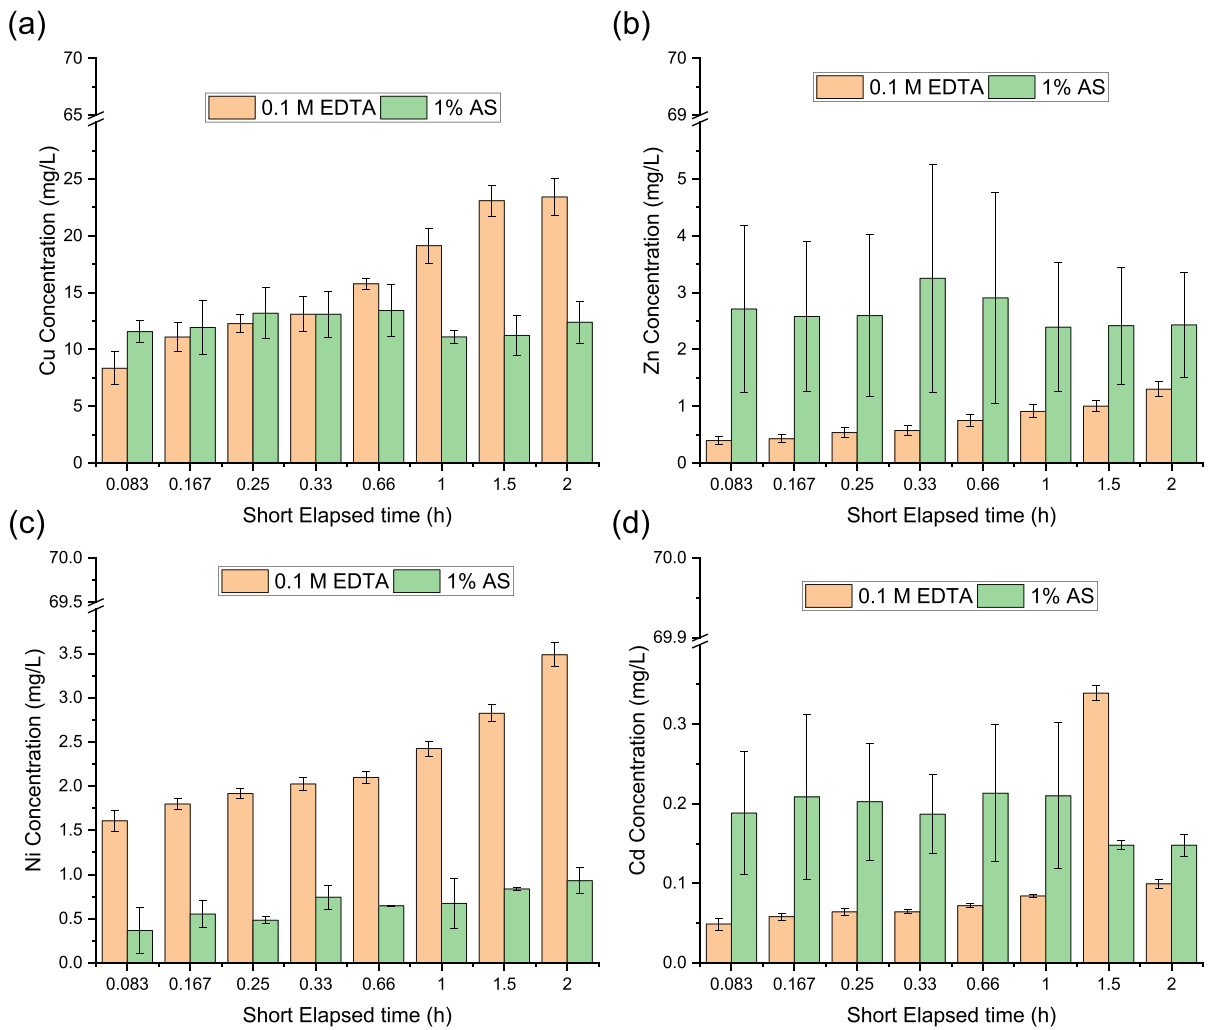 (a)
70
65
25
20
15
10
5
0
Cu Concentration (mg/L)
0.1 M EDTA 1% AS
0.083 0.167 0.25 0.33 0.66 1 1.5 2
Short Elapsed time (h)
(b)
70
69
5
4
3
2
1
0
Zn Concentration (mg/L)
0.1 M EDTA 1% AS
0.083 0.167 0.25 0.33 0.66 1 1.5 2
Short Elapsed time (h)
(c)
70.0
69.5
3.5
3.0
2.5
2.0
1.5
1.0
0.5
0.0
Ni Concentration (mg/L)
0.1 M EDTA 1% AS
0.083 0.167 0.25 0.33 0.66 1 1.5 2
Short Elapsed time (h)
(d)
70.0
69.9
0.3
0.2
0.1
0.0
Cd Concentration (mg/L)
0.1 M EDTA 1% AS
0.083 0.167 0.25 0.33 0.66 1 1.5 2
Short Elapsed time (h)